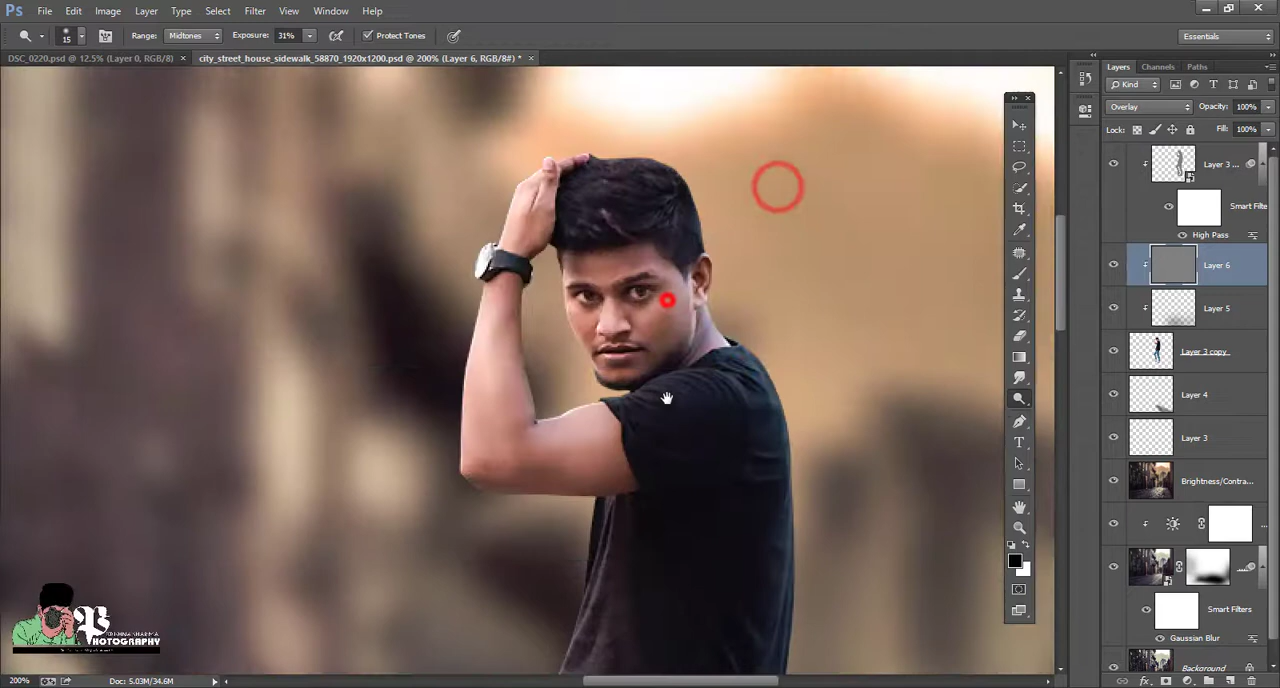 Ps File Edit Image Layer Type Select Filter View Window Help
15 Range: Midtones Exposure: 31% Protect Tones Essentials
DSC_0220.psd @ 12.5% (Layer 0, RGB/8) × city_street_house_sidewalk_58870_1920x1200.psd @ 200% (Layer 6, RGB/8#) * ×
Layers Channels Paths
Kind
Overlay Opacity: 100%
Lock: Fill: 100%
Layer 3 ...
Smart Filte
High Pass
Layer 6
Layer 5
Layer 3 copy
Layer 4
Layer 3
Brightness/Contra...
...
Smart Filters
Gaussian Blur
Background
T
P
HOTOGRAPHY
200% Doc: 5.03M/34.6M